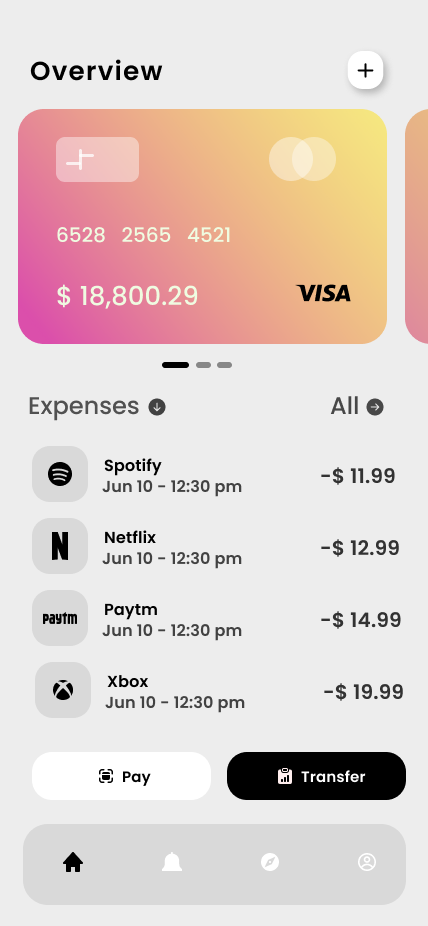 Overview
6528 2565 4521
$ 18,800.29
VISA
Expenses
All
Spotify
Jun 10 - 12:30 pm
-$ 11.99
N
Netflix
Jun 10 - 12:30 pm
-$ 12.99
paytm
Paytm
Jun 10 - 12:30 pm
-$ 14.99
Xbox
Jun 10 - 12:30 pm
-$ 19.99
Pay
Transfer